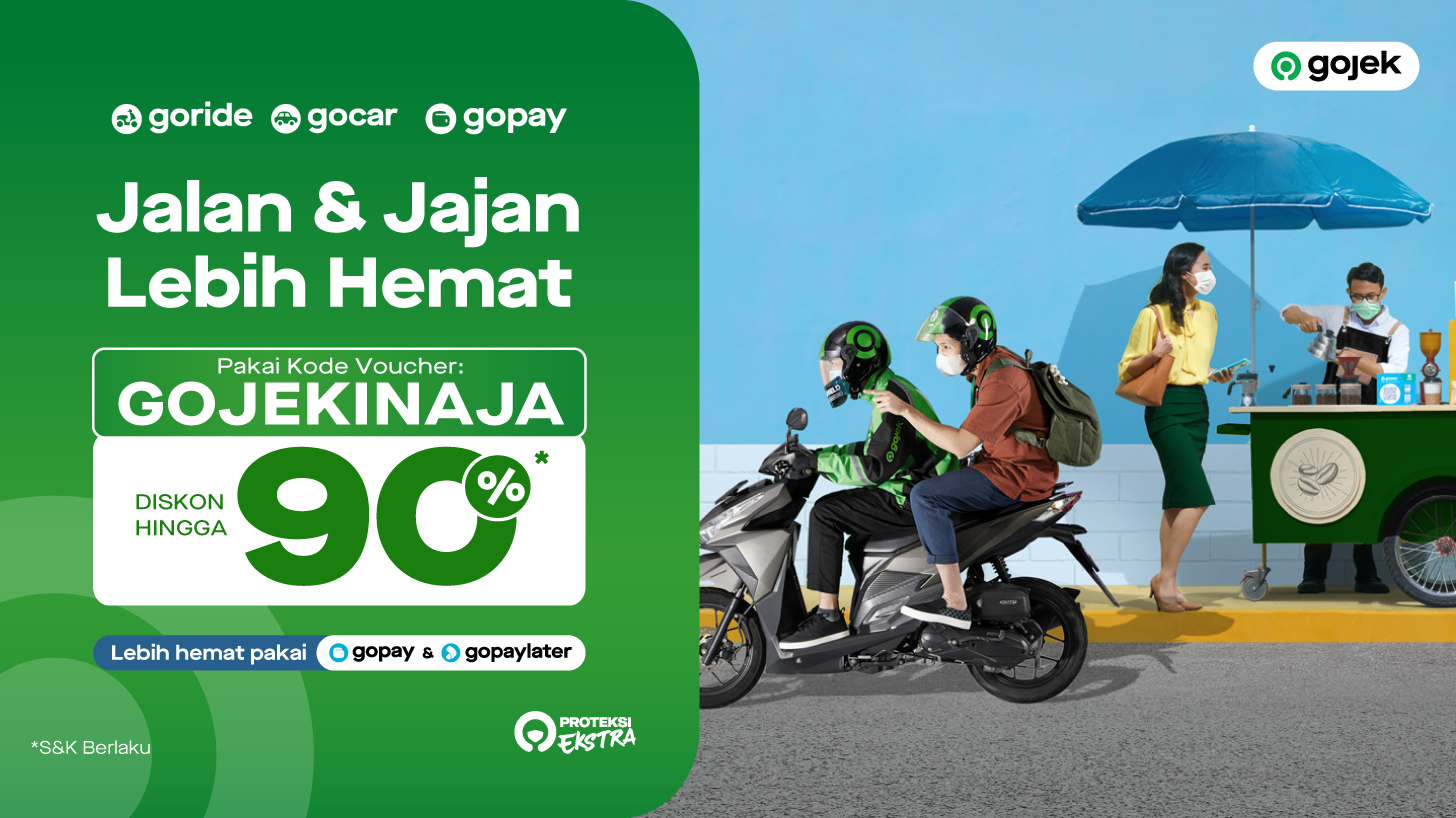 goride gocar gopay
Jalan & Jajan
Lebih Hemat
Pakai Kode Voucher:
GOJEKINAJA
DISKON
HINGGA
90%*
Lebih hemat pakai gopay & gopaylater
PROTEKSI
EKSTRA
*S&K Berlaku
gojek
gojek